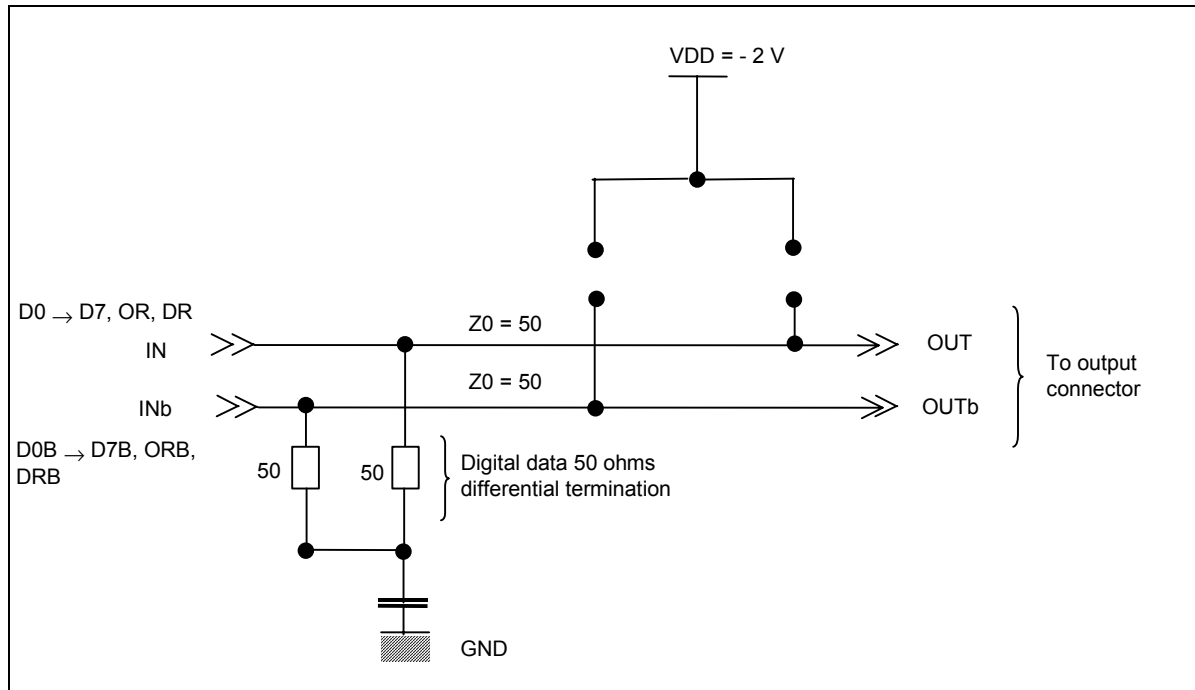 VDD = - 2 V
D0 → D7, OR, DR
IN
Z0 = 50
OUT
Z0 = 50
To output
connector
INb
OUTb
D0B → D7B, ORB,
DRB
50
50
Digital data 50 ohms
differential termination
GND